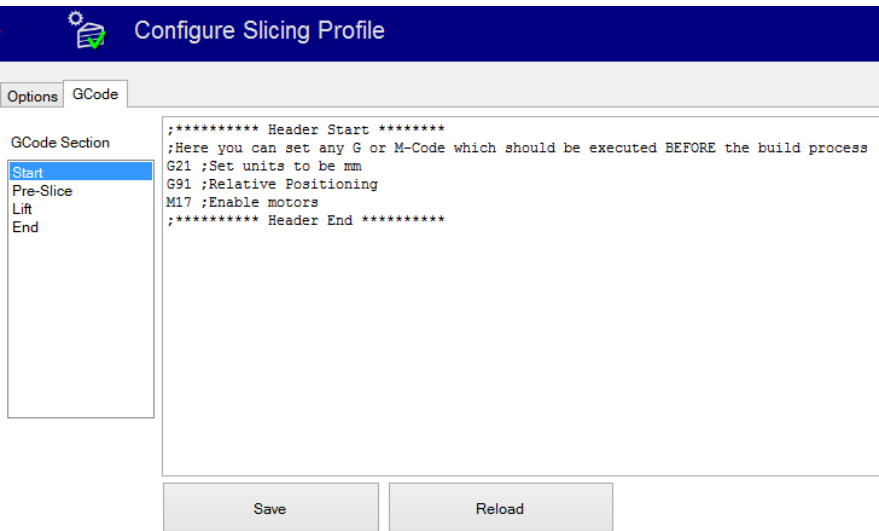 Configure Slicing Profile
Options
GCode
GCode Section
Start
Pre-Slice
Lift
End
;********** Header Start ********
;Here you can set any G or M-Code which should be executed BEFORE the build process
G21 ;Set units to be mm
G91 ;Relative Positioning
M17 ;Enable motors
;********** Header End **********
Save
Reload